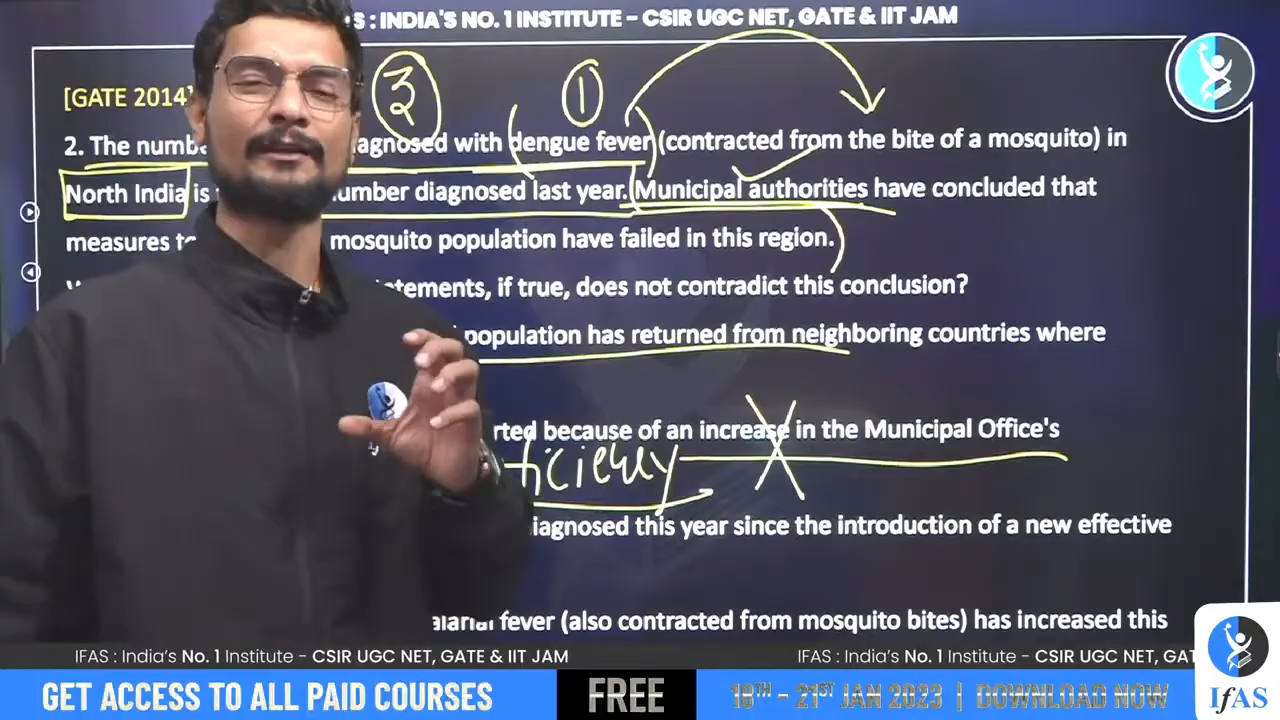 S : INDIA'S NO. 1 INSTITUTE – CSIR UGC NET, GATE & IIT JAM
[GATE 2014]
३ ①
2. The numb agnosed with dengue fever (contracted from the bite of a mosquito) in
North India is umber diagnosed last year. Municipal authorities have concluded that
measures to mosquito population have failed in this region.
tements, if true, does not contradict this conclusion?
population has returned from neighboring countries where
rted because of an increase in the Municipal Office's
ficiency
iagnosed this year since the introduction of a new effective
alarial fever (also contracted from mosquito bites) has increased this
IFAS : India's No. 1 Institute – CSIR UGC NET, GATE & IIT JAM
IFAS : India's No. 1 Institute – CSIR UGC NET, GAT
GET ACCESS TO ALL PAID COURSES FREE 18TH – 21ST JAN 2023 | DOWNLOAD NOW
IfAS